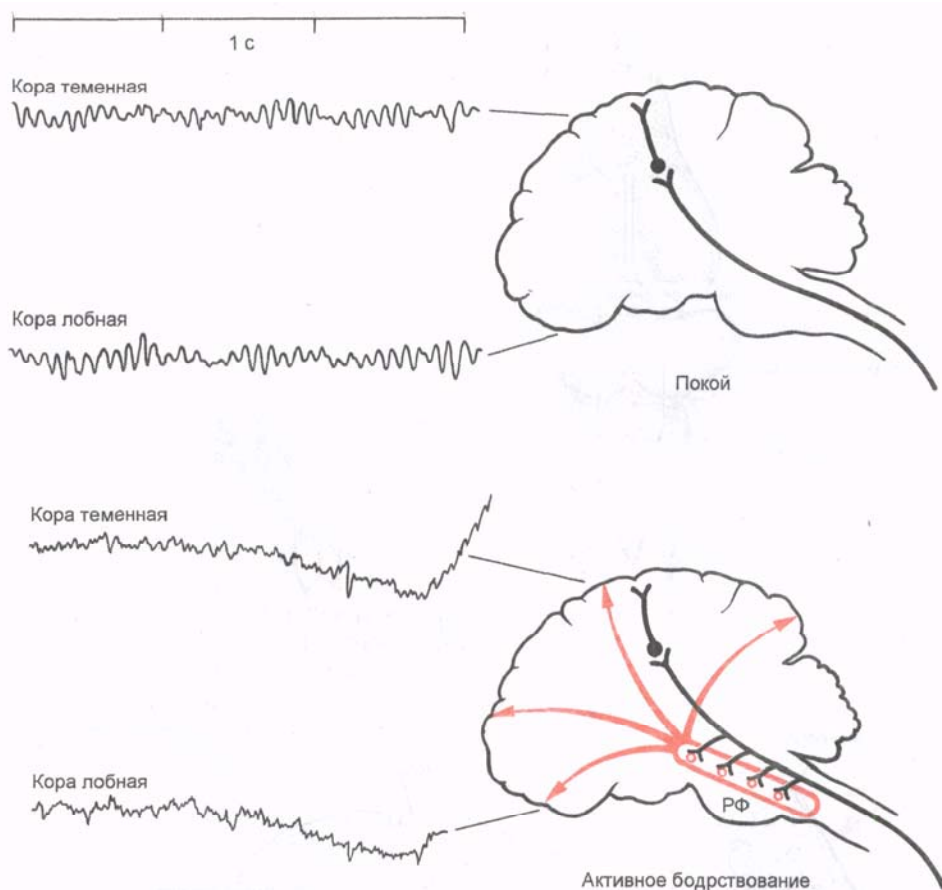 1 с
Кора теменная
Кора лобная
Покой
Кора теменная
Кора лобная
РФ
Активное бодрствование